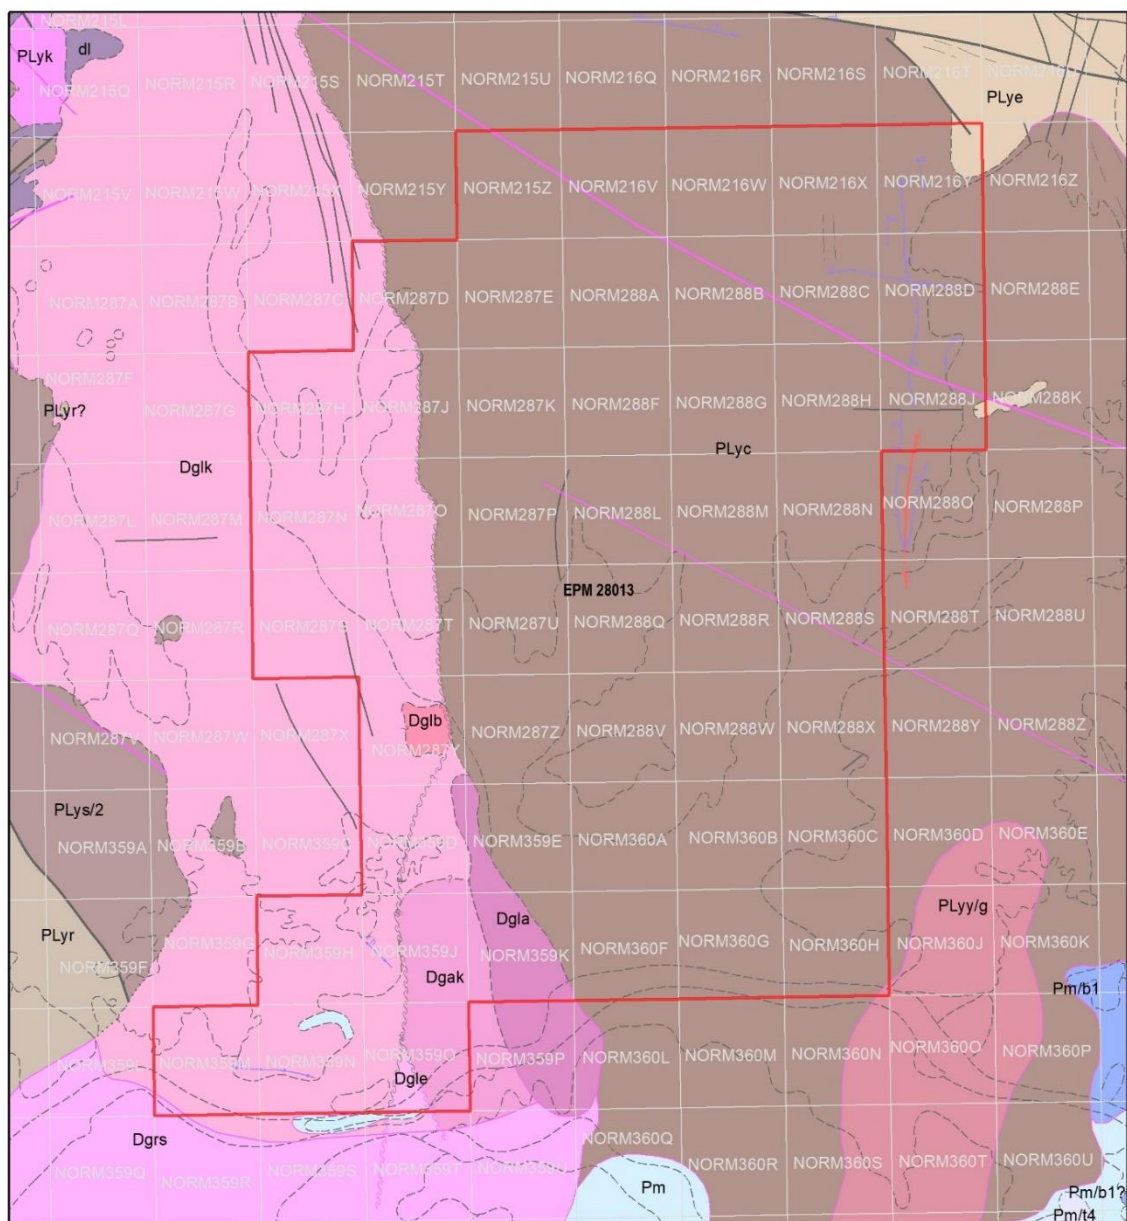 NORM215L
PLyk
dl
NORM215Q NORM215R NORM215S NORM215T NORM215U NORM216Q NORM216R NORM216S NORM216T
PLye
NORM215V NORM215W NORM215X NORM215Y NORM215Z NORM216V NORM216W NORM216X NORM216Y NORM216Z
NORM287A NORM287B NORM287C NORM287D NORM287E NORM288A NORM288B NORM288C NORM288D NORM288E
NORM287F
PLyr? NORM287G NORM287H NORM287J NORM287K NORM288F NORM288G NORM288H NORM288J NORM288K
PLyc
Dglk
NORM287L NORM287M NORM287N NORM287O NORM287P NORM288L NORM288M NORM288N NORM288O NORM288P
EPM 28013
NORM287Q NORM287R NORM287S NORM287T NORM287U NORM288Q NORM288R NORM288S NORM288T NORM288U
Dglb
NORM287V NORM287W NORM287X NORM287Y NORM287Z NORM288V NORM288W NORM288X NORM288Y NORM288Z
PLys/2
NORM359A NORM359B NORM359C NORM359D NORM359E NORM360A NORM360B NORM360C NORM360D NORM360E
PLyy/g
Dgla
PLyr
NORM359F NORM359G NORM359H NORM359J NORM359K NORM360F NORM360G NORM360H NORM360J NORM360K
Dgak
Pm/b1
NORM359L NORM359M NORM359N NORM359O NORM359P NORM360L NORM360M NORM360N NORM360O NORM360P
Dgle
Dgrs
NORM359Q NORM359R NORM359S NORM359T NORM359U NORM360Q NORM360R NORM360S NORM360T NORM360U
Pm
Pm/b1?
Pm/t4